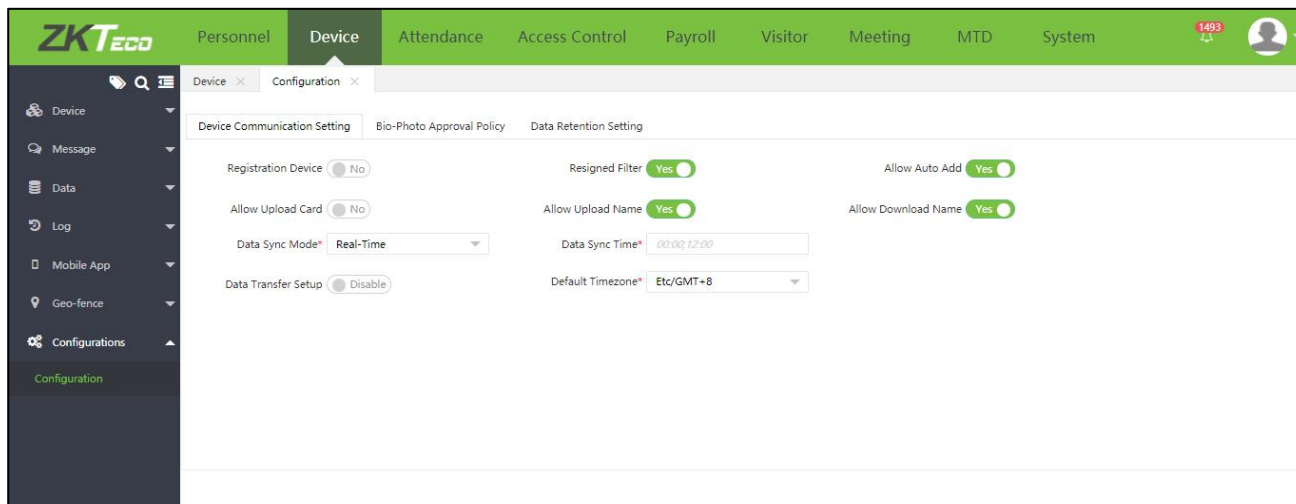 ZKTECO Personnel Device Attendance Access Control Payroll Visitor Meeting MTD System 1493
Device Configuration
Device
Device Communication Setting Bio-Photo Approval Policy Data Retention Setting
Message
Registration Device No Resigned Filter Yes Allow Auto Add Yes
Data
Allow Upload Card No Allow Upload Name Yes Allow Download Name Yes
Log
Data Sync Mode* Real-Time Data Sync Time* 00:00;12:00
Mobile App
Data Transfer Setup Disable Default Timezone* Etc/GMT+8
Geo-fence
Configurations
Configuration